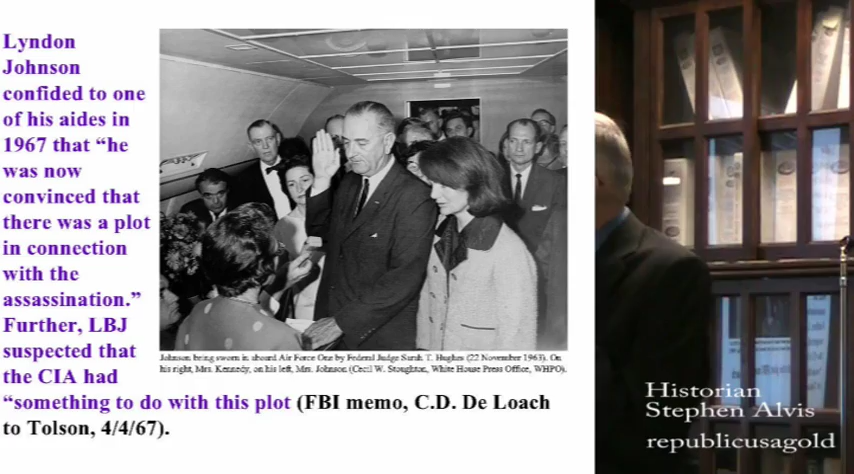 Lyndon
Johnson
confided to one
of his aides in
1967 that “he
was now
convinced that
there was a plot
in connection
with the
assassination.”
Further, LBJ
suspected that
the CIA had
“something to do with this plot (FBI memo, C.D. De Loach
to Tolson, 4/4/67).
Johnson being sworn in aboard Air Force One by Federal Judge Sarah T. Hughes (22 November 1963). On
his right, Mrs. Kennedy, on his left, Mrs. Johnson (Cecil W. Stoughton, White House Press Office, WHPO).
Historian
Stephen Alvis
republicusagold